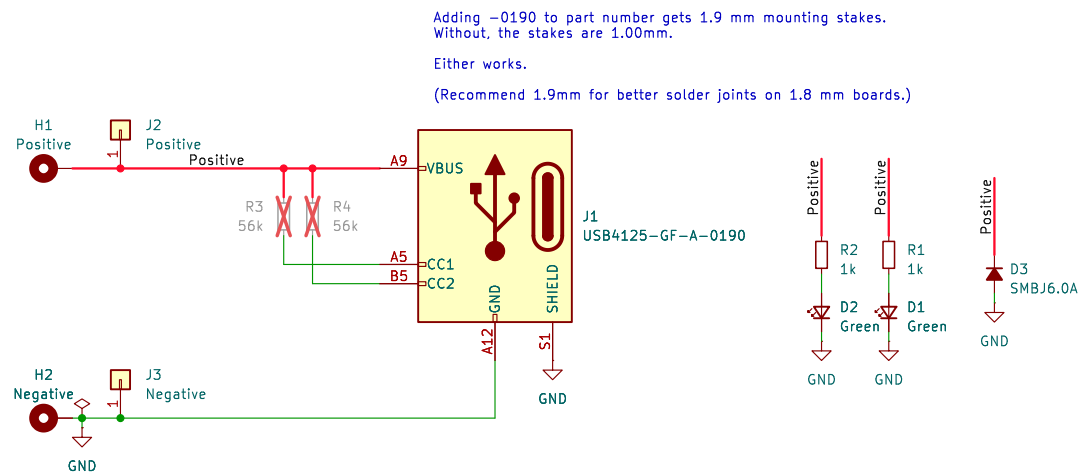 Adding -0190 to part number gets 1.9 mm mounting stakes.
Without, the stakes are 1.00mm.
Either works.
(Recommend 1.9mm for better solder joints on 1.8 mm boards.)
H1
Positive
J2
Positive
1
Positive
A9
VBUS
R3
56k
R4
56k
A5
CC1
B5
CC2
GND
SHIELD
A12
S1
J1
USB4125-GF-A-0190
GND
H2
Negative
J3
Negative
1
GND
Positive
R2
1k
D2
Green
GND
Positive
R1
1k
D1
Green
GND
Positive
D3
SMBJ6.0A
GND